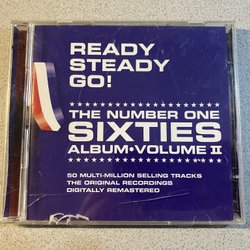 READY
STEADY
GO!
THE NUMBER ONE
SIXTIES
ALBUM•VOLUME II
50 MULTI-MILLION SELLING TRACKS
THE ORIGINAL RECORDINGS
DIGITALLY REMASTERED